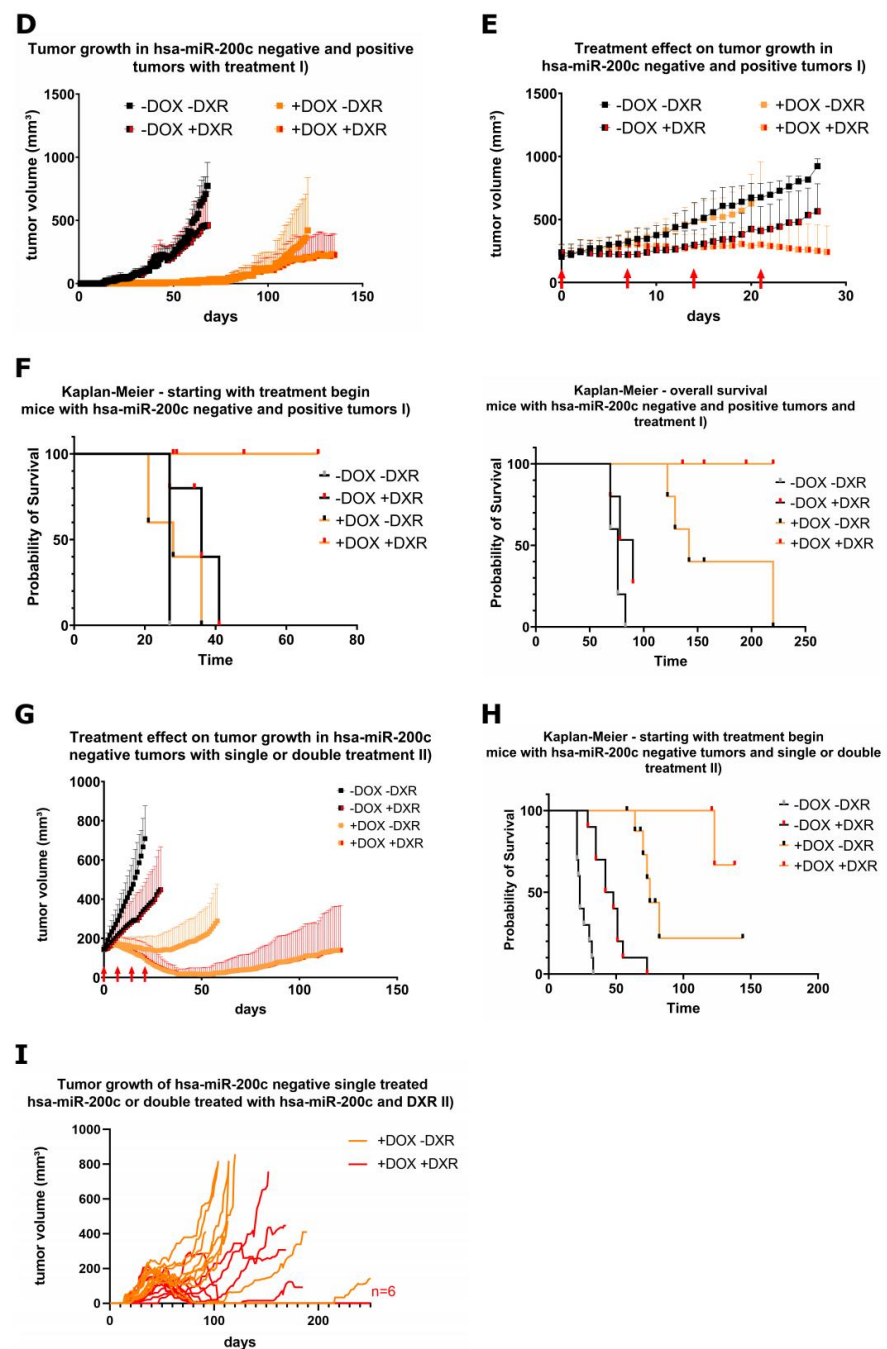 D
Tumor growth in hsa-miR-200c negative and positive
tumors with treatment I)
-DOX -DXR
+DOX -DXR
-DOX +DXR
+DOX +DXR
tumor volume (mm³)
1500
1000
500
0
0 50 100 150
days
E
Treatment effect on tumor growth in
hsa-miR-200c negative and positive tumors I)
-DOX -DXR
+DOX -DXR
-DOX +DXR
+DOX +DXR
tumor volume (mm³)
1500
1000
500
0
0 10 20 30
days
F
Kaplan-Meier - starting with treatment begin
mice with hsa-miR-200c negative and positive tumors I)
Probability of Survival
100
50
0
0 20 40 60 80
Time
-DOX -DXR
-DOX +DXR
+DOX -DXR
+DOX +DXR
Kaplan-Meier - overall survival
mice with hsa-miR-200c negative and positive tumors and
treatment I)
Probability of Survival
100
50
0
0 50 100 150 200 250
Time
-DOX -DXR
-DOX +DXR
+DOX -DXR
+DOX +DXR
G
Treatment effect on tumor growth in hsa-miR-200c
negative tumors with single or double treatment II)
tumor volume (mm³)
1000
800
600
400
200
0
0 50 100 150
days
-DOX -DXR
-DOX +DXR
+DOX -DXR
+DOX +DXR
H
Kaplan-Meier - starting with treatment begin
mice with hsa-miR-200c negative tumors and single or double
treatment II)
Probability of Survival
100
50
0
0 50 100 150 200
Time
-DOX -DXR
-DOX +DXR
+DOX -DXR
+DOX +DXR
I
Tumor growth of hsa-miR-200c negative single treated
hsa-miR-200c or double treated with hsa-miR-200c and DXR II)
tumor volume (mm³)
1000
800
600
400
200
0
0 100 200
days
+DOX -DXR
+DOX +DXR
n=6